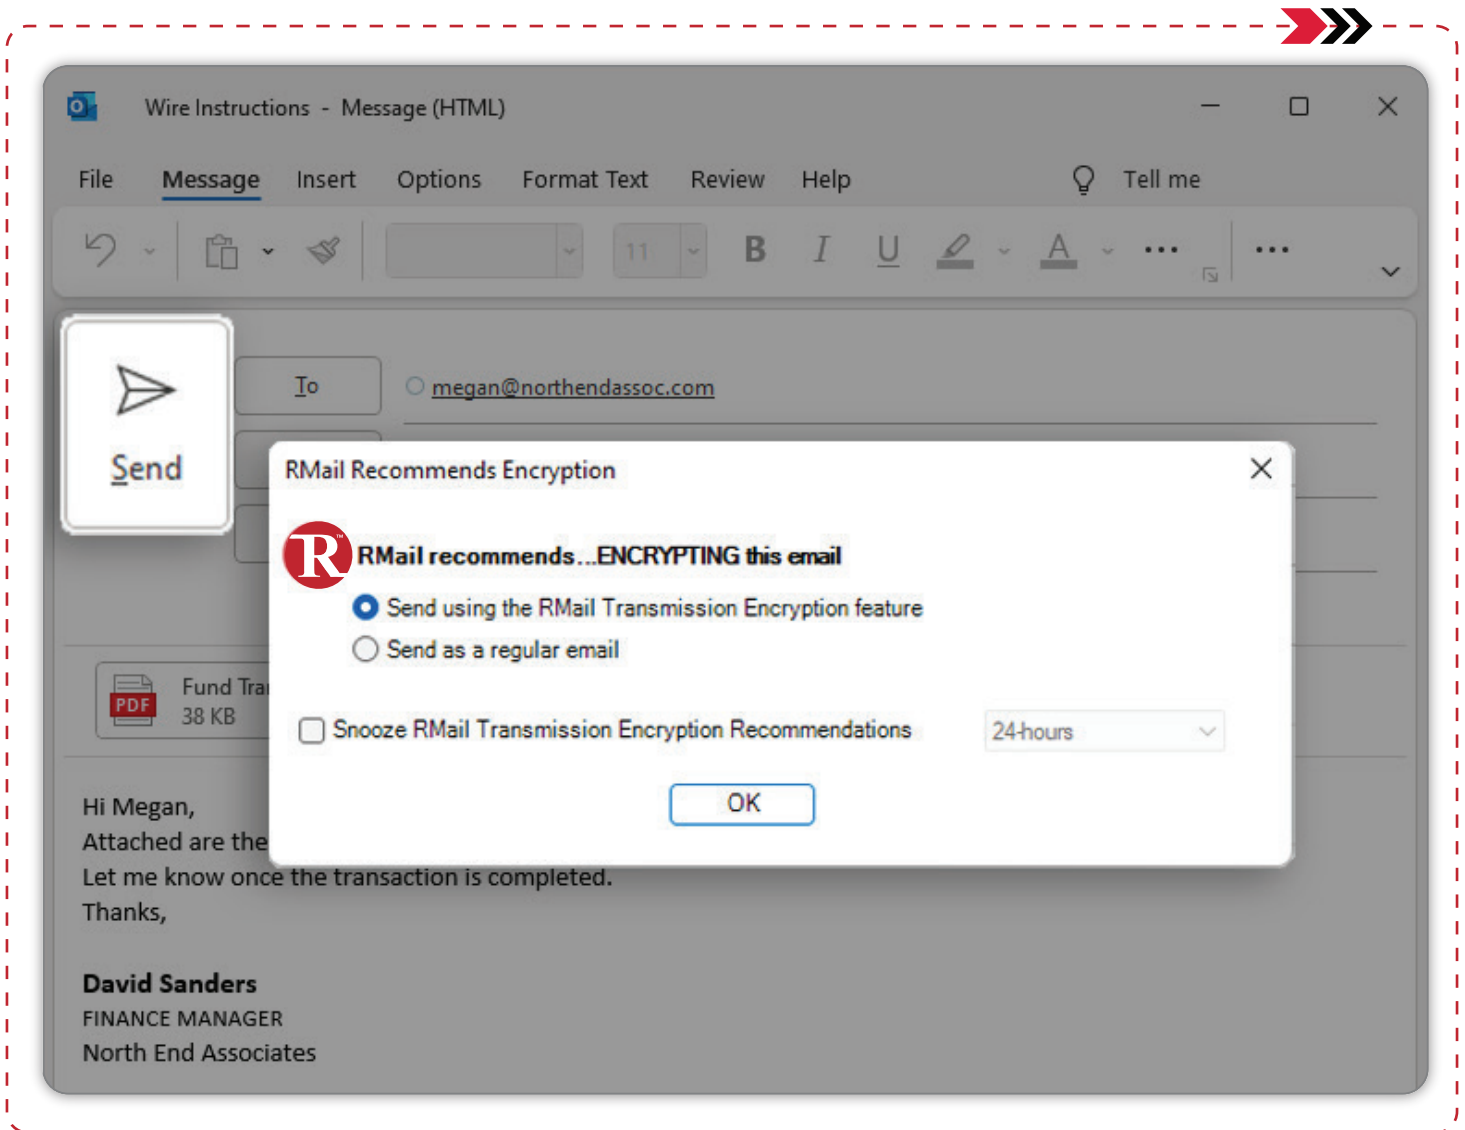 Wire Instructions - Message (HTML)
File Message Insert Options Format Text Review Help Tell me
11 B I U A
To megan@northendassoc.com
Send
RMail Recommends Encryption
R™
RMail recommends...ENCRYPTING this email
Send using the RMail Transmission Encryption feature
Send as a regular email
PDF
Fund
38 KB
Snooze RMail Transmission Encryption Recommendations 24-hours
OK
Hi Megan,
Attached are the
Let me know once the transaction is completed.
Thanks,
David Sanders
FINANCE MANAGER
North End Associates